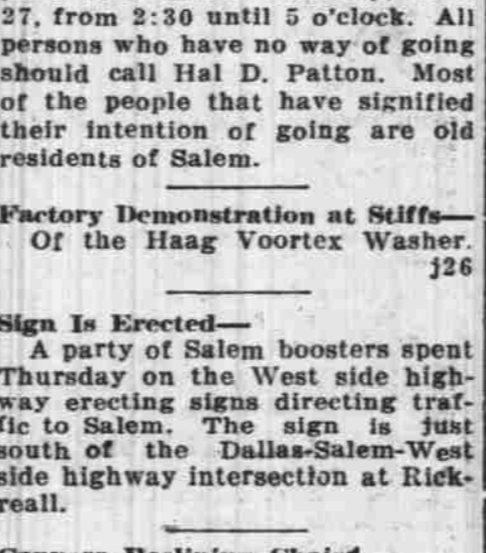 27, from 2:30 until 5 o'clock. All
persons who have no way of going
should call Hal D. Patton. Most
of the people that have signified
their intention of going are old
residents of Salem.
Factory Demonstration at Stiffs—
Of the Haag Voortex Washer.
j26
Sign Is Erected—
A party of Salem boosters spent
Thursday on the West side high-
way erecting signs directing traf-
fic to Salem. The sign is just
south of the Dallas-Salem-West
side highway intersection at Rick-
reall.